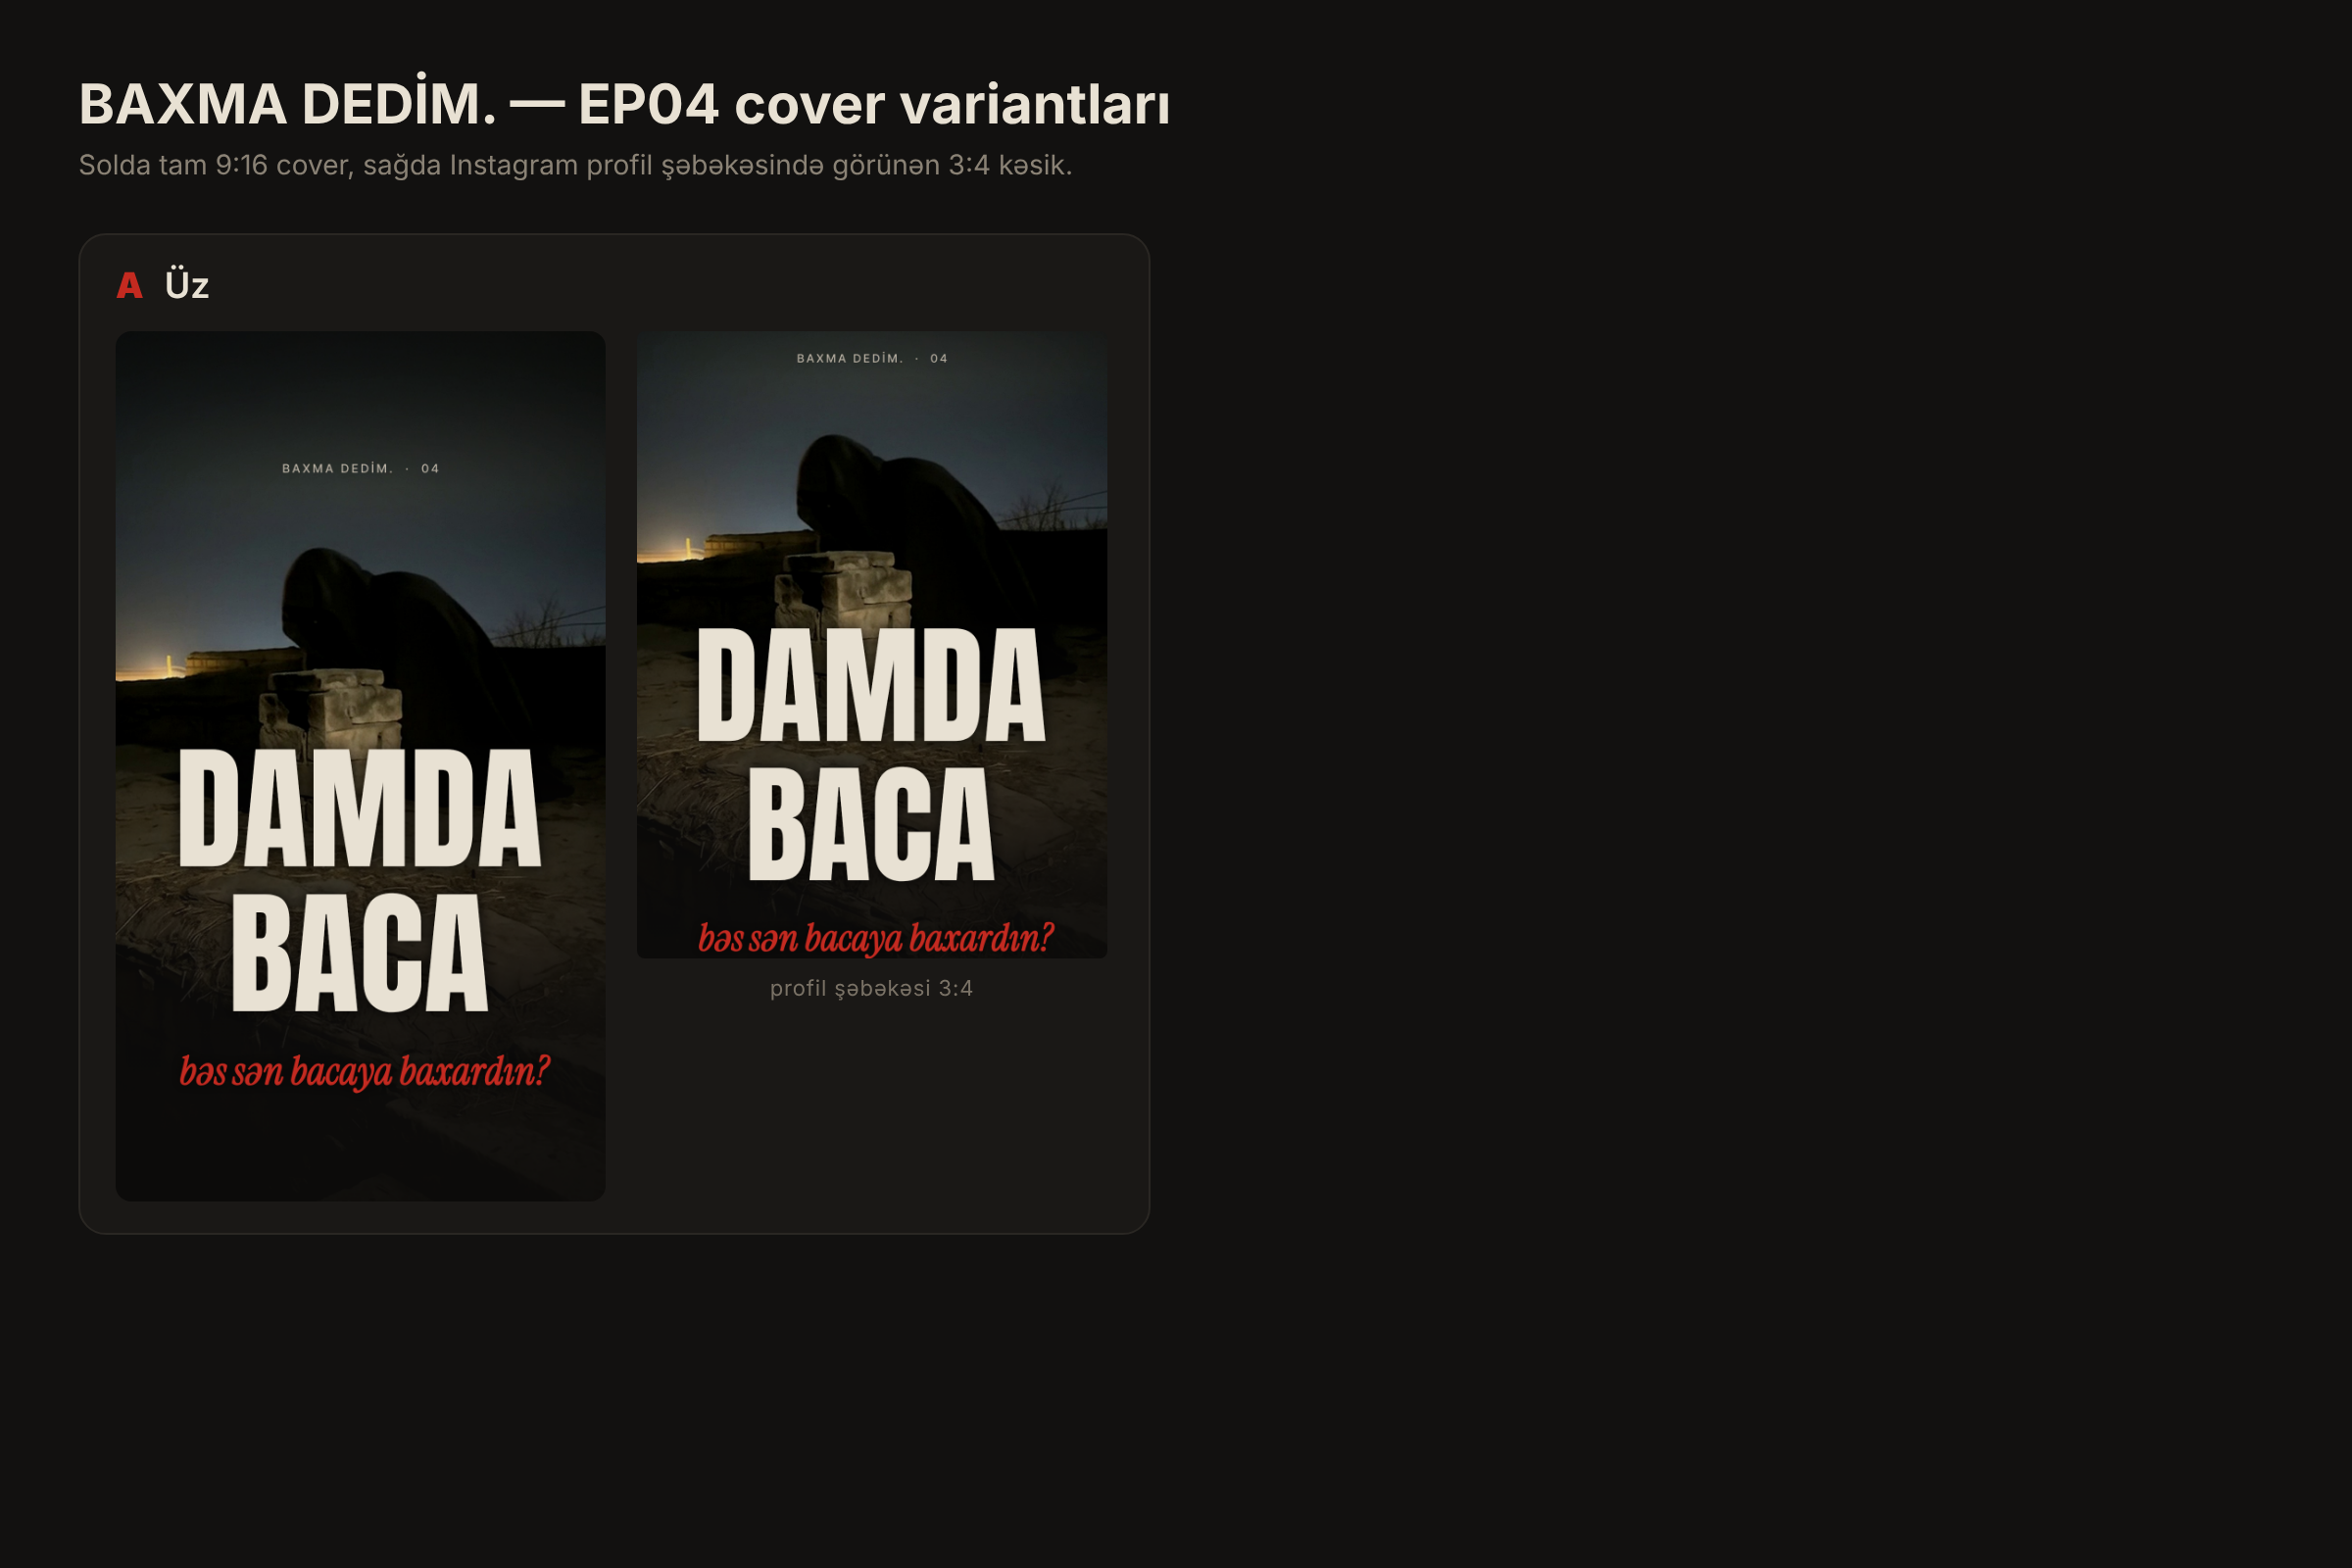 BAXMA DEDİM. — EP04 cover variantları
Solda tam 9:16 cover, sağda Instagram profil şəbəkəsində görünən 3:4 kəsik.
A Üz
BAXMA DEDİM. · 04
DAMDA
BACA
bəs sən bacaya baxardın?
BAXMA DEDİM. · 04
DAMDA
BACA
bəs sən bacaya baxardın?
profil şəbəkəsi 3:4